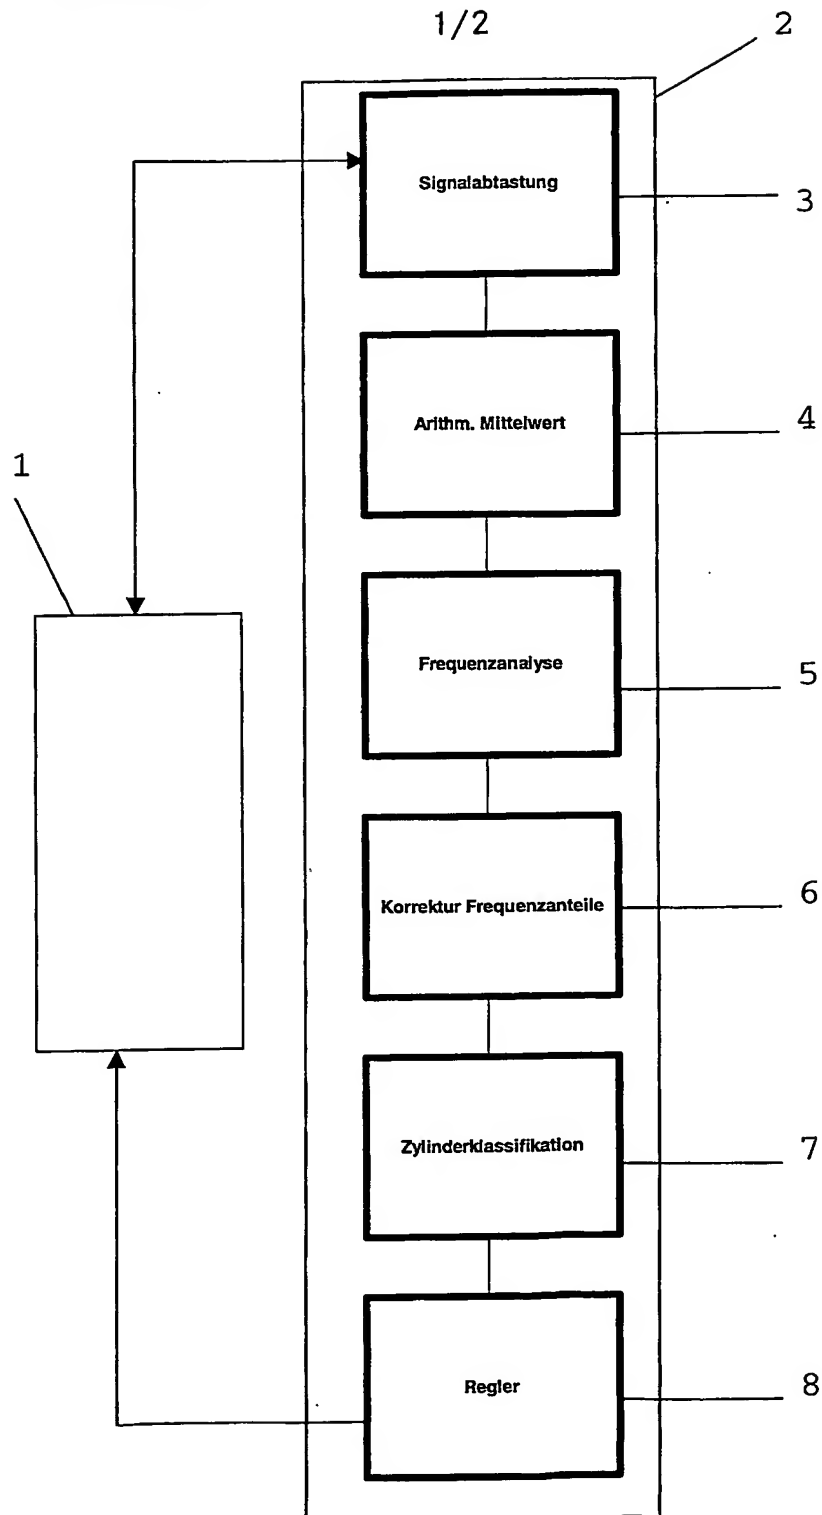 1/2
2
Signalabtastung
3
Arithm. Mittelwert
4
1
Frequenzanalyse
5
Korrektur Frequenzanteile
6
Zylinderklassifikation
7
Regler
8